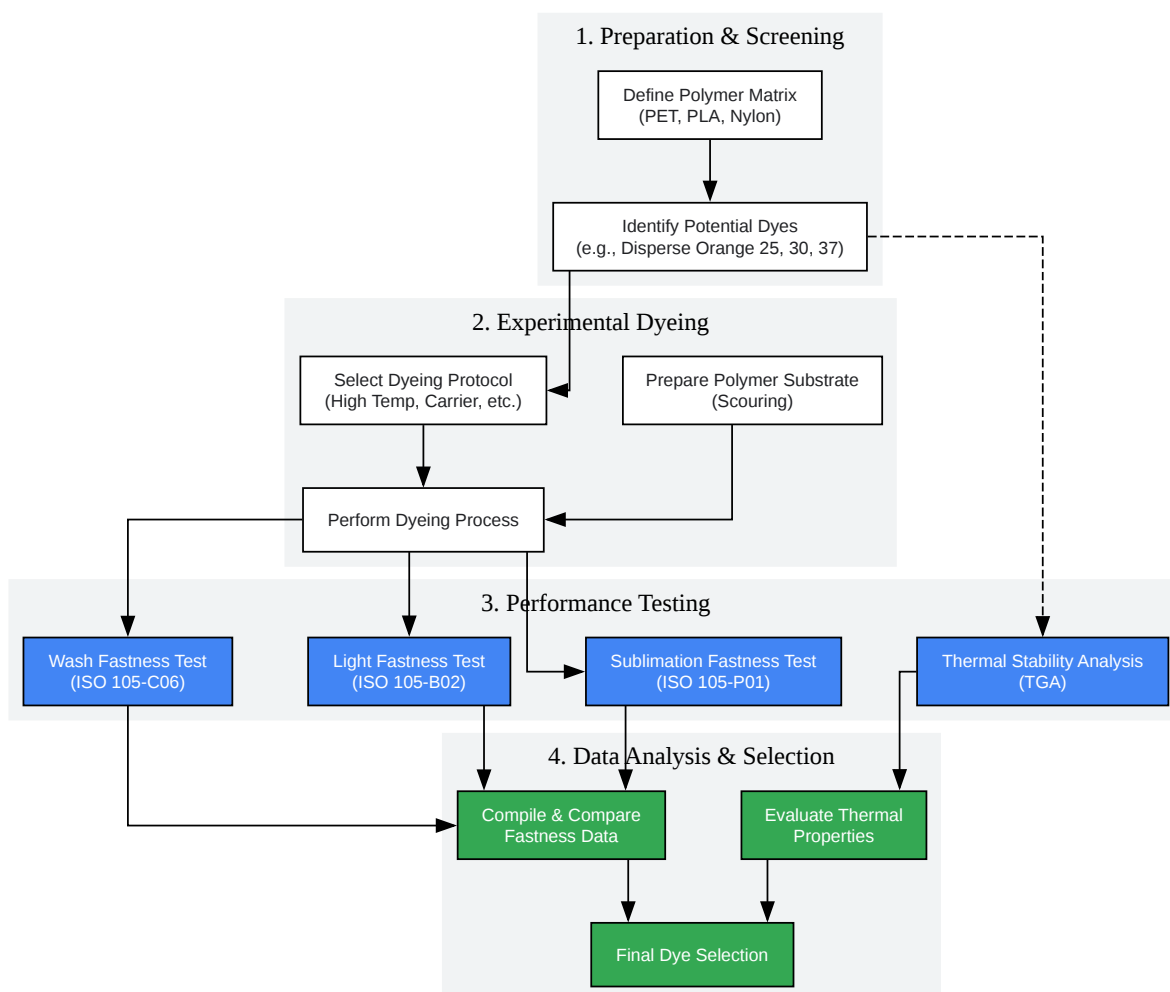 1. Preparation & Screening
Define Polymer Matrix
(PET, PLA, Nylon)
Identify Potential Dyes
(e.g., Disperse Orange 25, 30, 37)
2. Experimental Dyeing
Select Dyeing Protocol
(High Temp, Carrier, etc.)
Prepare Polymer Substrate
(Scouring)
Perform Dyeing Process
3. Performance Testing
Wash Fastness Test
(ISO 105-C06)
Light Fastness Test
(ISO 105-B02)
Sublimation Fastness Test
(ISO 105-P01)
Thermal Stability Analysis
(TGA)
4. Data Analysis & Selection
Compile & Compare
Fastness Data
Evaluate Thermal
Properties
Final Dye Selection